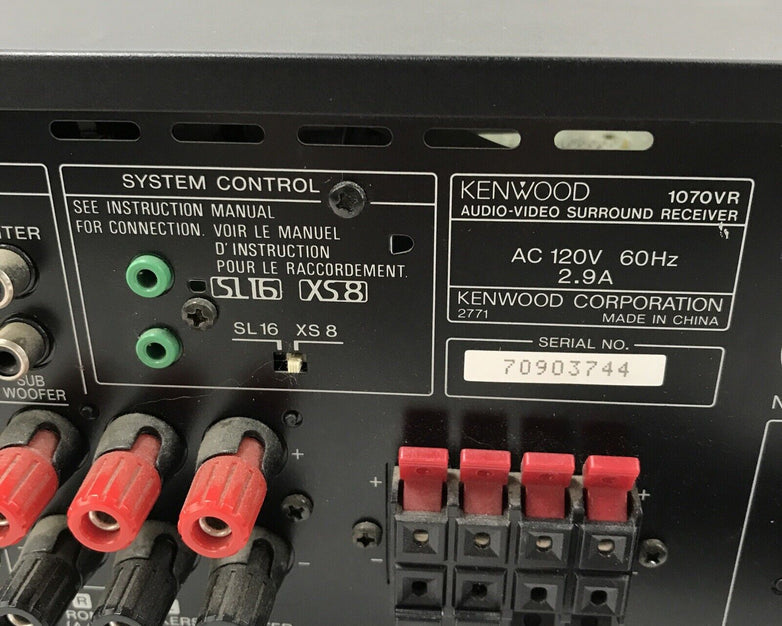 SYSTEM CONTROL
SEE INSTRUCTION MANUAL
FOR CONNECTION. VOIR LE MANUEL
D'INSTRUCTION
POUR LE RACCORDEMENT.
SL16 XS8
SL16 XS8
KENWOOD 1070VR
AUDIO-VIDEO SURROUND RECEIVER
AC 120V 60Hz
2.9A
KENWOOD CORPORATION
2771 MADE IN CHINA
SERIAL NO.
70903744
SUB
WOOFER
+
-
+
+
-
R